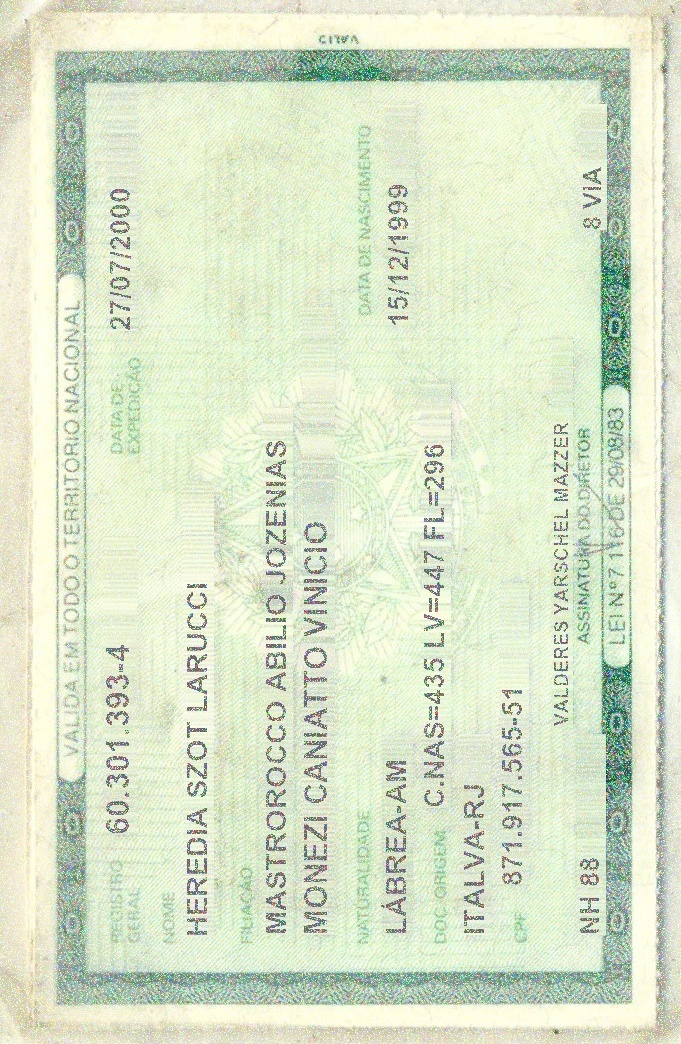 VÁLIDA EM TODO O TERRITÓRIO NACIONAL
REGISTRO GERAL 60.301.393-4 DATA DE EXPEDIÇÃO 27/07/2000
NOME
HEREDIA SZOT LARUCCI
FILIAÇÃO
MASTROROCCO ABILIO JOZENIAS
MONEZI CANIATTO VINICIO
NATURALIDADE DATA DE NASCIMENTO
LÁBREA-AM 15/12/1999
DOC ORIGEM C.NAS=435 LV=447 FL=296
ITALVA-RJ
CPF 871.917.565-51
VALDERES YARSCHEL MAZZER
NH 88 ASSINATURA DO DIRETOR 8 VIA
LEI Nº 7.116 DE 29/08/83